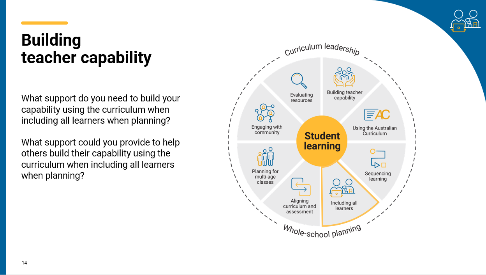 Building
teacher capability
What support do you need to build your
capability using the curriculum when
including all learners when planning?
What support could you provide to help
others build their capability using the
curriculum when including all learners
when planning?
Curriculum leadership
Evaluating
resources
Building teacher
capability
Engaging with
community
AC
Using the Australian
Curriculum
Student
learning
Planning for
multi-age
classes
Sequencing
learning
Aligning
curriculum and
assessment
Including all
learners
Whole-school planning
14